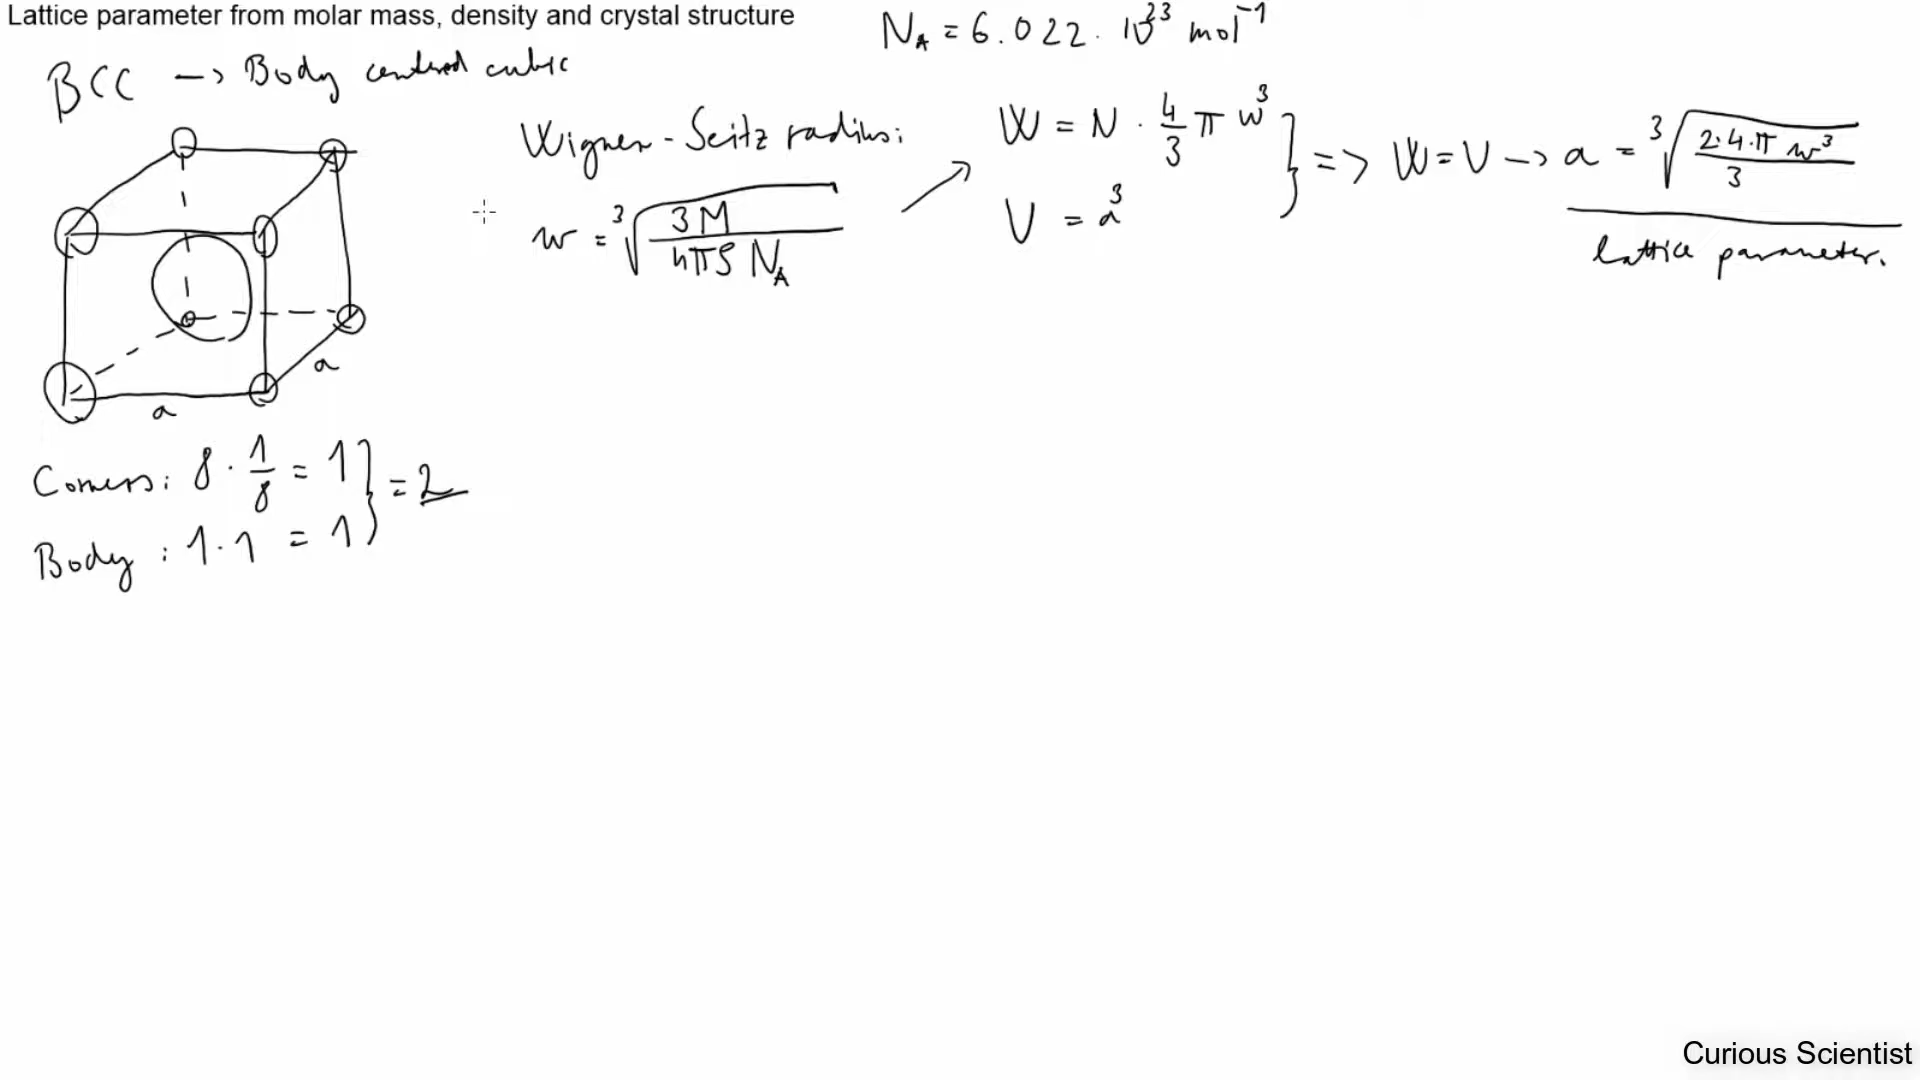 Lattice parameter from molar mass, density and crystal structure
N_A = 6.022 · 10^23 mol^-1
BCC → Body centered cubic
Wigner-Seitz radius:
w = ∛(3M / 4πρ N_A)
W = N · 4/3 π w^3
V = a^3
} => W = V → a = ∛(2·4·π w^3 / 3)
lattice parameter.
a
a
Corners: 8 · 1/8 = 1
Body: 1 · 1 = 1
} = 2
Curious Scientist